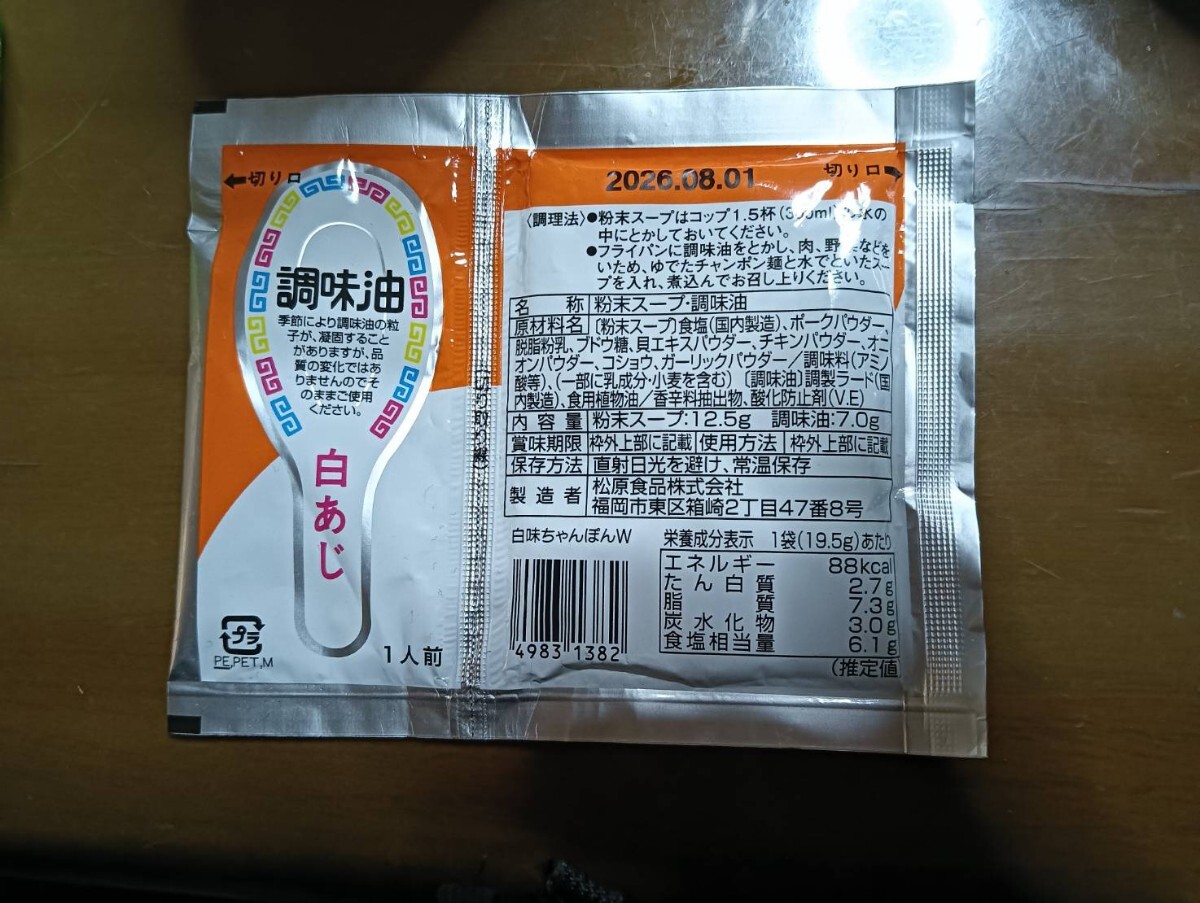 切り口
調味油
季節により調味油の粒
子が、凝固すること
がありますが、品
質の変化ではあ
りませんのでそ
のままご使用
ください。
白あじ
プラ
PE,PET,M
1人前
(切り取り線)
2026.08.01
切り口
〈調理法〉●粉末スープはコップ1.5杯(300ml)の水の
中にとかしておいてください。
●フライパンに調味油をとかし、肉、野菜などを
いため、ゆでたチャンポン麺と水でといたスー
プを入れ、煮込んでお召し上りください。
名称 粉末スープ・調味油
原材料名 〔粉末スープ〕食塩(国内製造)、ポークパウダー、
脱脂粉乳、ブドウ糖、貝エキスパウダー、チキンパウダー、オニ
オンパウダー、コショウ、ガーリックパウダー／調味料(アミノ
酸等)、(一部に乳成分・小麦を含む)〔調味油〕調製ラード(国
内製造)、食用植物油／香辛料抽出物、酸化防止剤(V.E)
内容量 粉末スープ:12.5g 調味油:7.0g
賞味期限 枠外上部に記載 使用方法 枠外上部に記載
保存方法 直射日光を避け、常温保存
製造者 松原食品株式会社
福岡市東区箱崎2丁目47番8号
白味ちゃんぽんW
栄養成分表示 1袋(19.5g)あたり
エネルギー 88kcal
たん白質 2.7g
脂質 7.3g
炭水化物 3.0g
食塩相当量 6.1g
(推定値
4983 1382